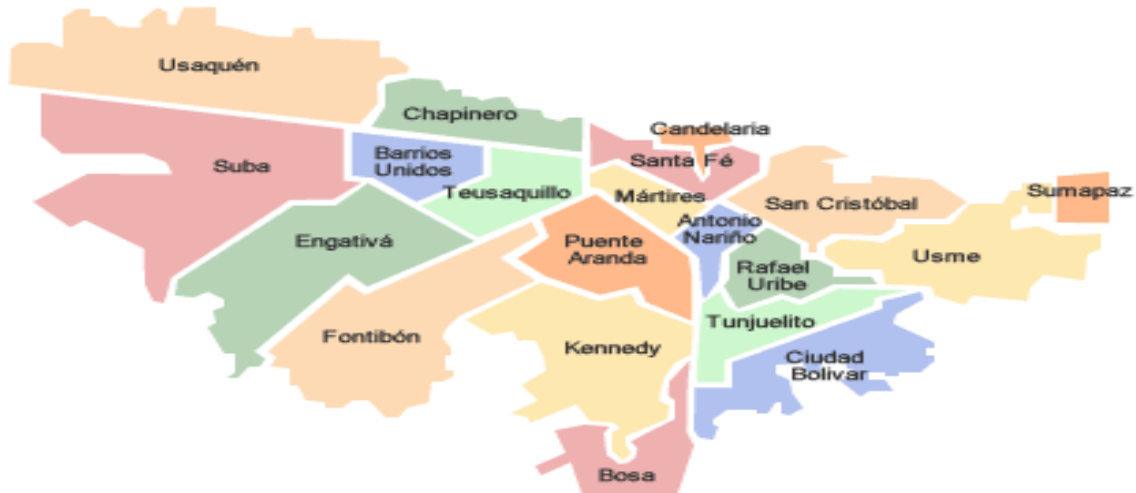 Usaquén
Chapinero
Candelaria
Suba
Barrios
Unidos
Santa Fé
Teusaquillo
Mártires
San Cristóbal
Sumapaz
Engativá
Puente
Aranda
Antonio
Nariño
Rafael
Uribe
Usme
Fontibón
Kennedy
Tunjuelito
Ciudad
Bolivar
Bosa